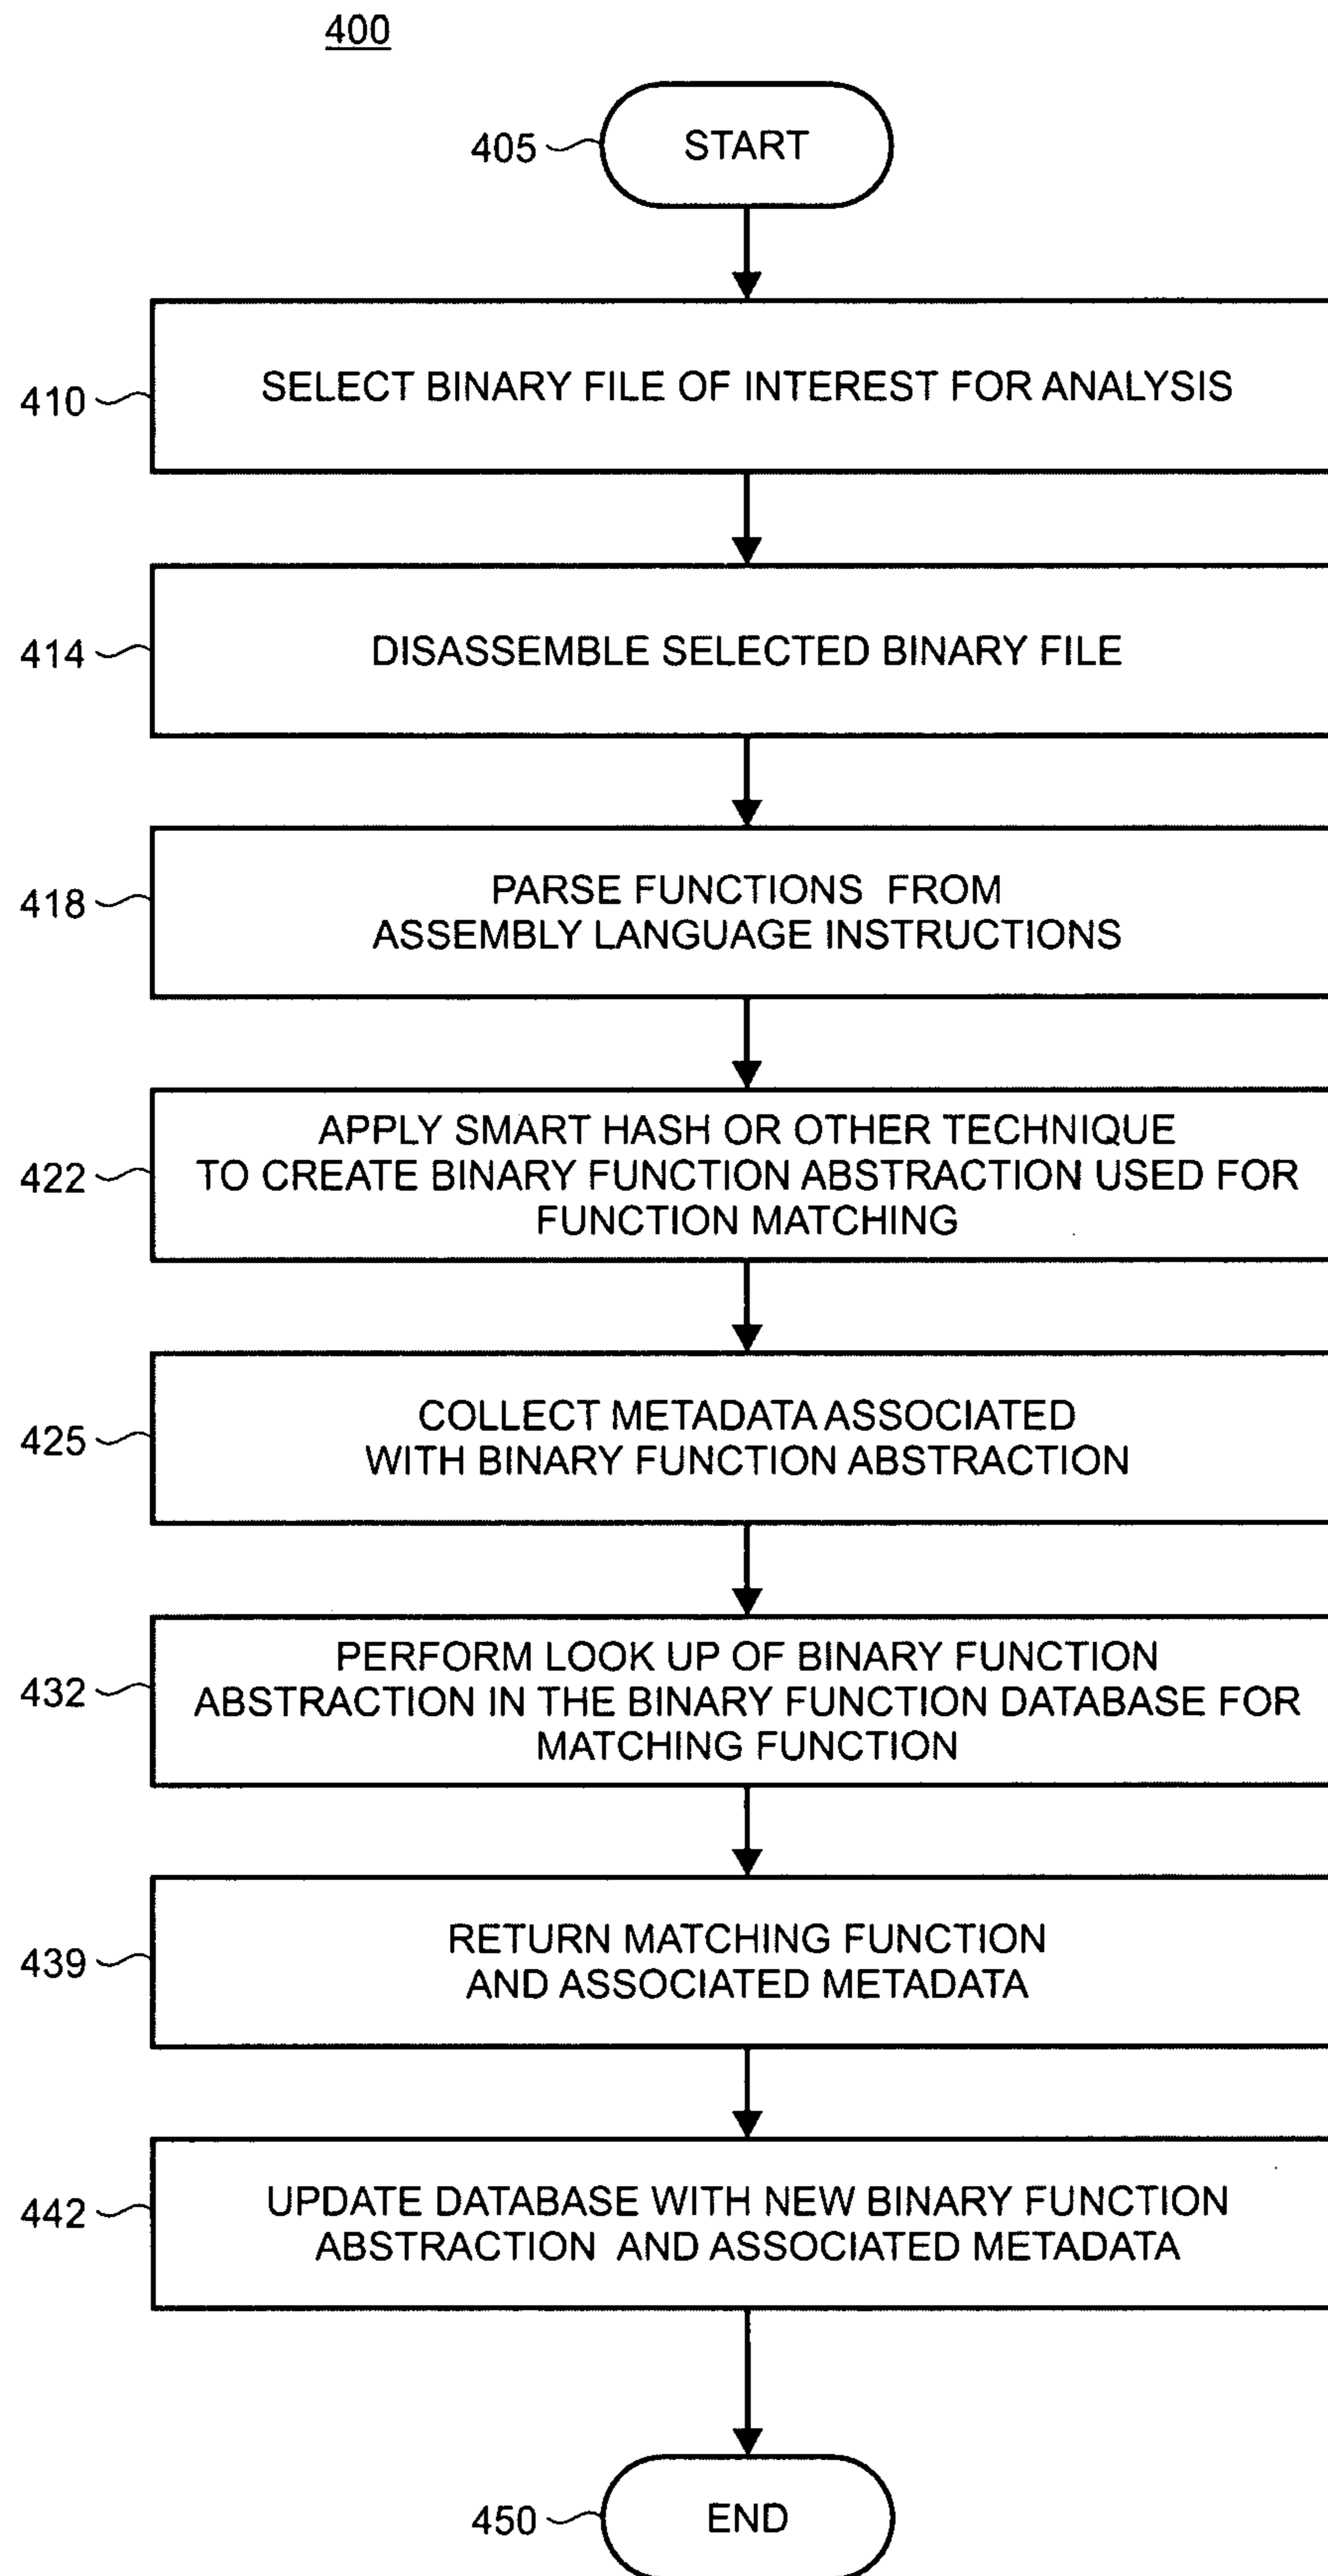 400
405
START
410
SELECT BINARY FILE OF INTEREST FOR ANALYSIS
414
DISASSEMBLE SELECTED BINARY FILE
418
PARSE FUNCTIONS FROM
ASSEMBLY LANGUAGE INSTRUCTIONS
422
APPLY SMART HASH OR OTHER TECHNIQUE
TO CREATE BINARY FUNCTION ABSTRACTION USED FOR
FUNCTION MATCHING
425
COLLECT METADATA ASSOCIATED
WITH BINARY FUNCTION ABSTRACTION
432
PERFORM LOOK UP OF BINARY FUNCTION
ABSTRACTION IN THE BINARY FUNCTION DATABASE FOR
MATCHING FUNCTION
439
RETURN MATCHING FUNCTION
AND ASSOCIATED METADATA
442
UPDATE DATABASE WITH NEW BINARY FUNCTION
ABSTRACTION AND ASSOCIATED METADATA
450
END